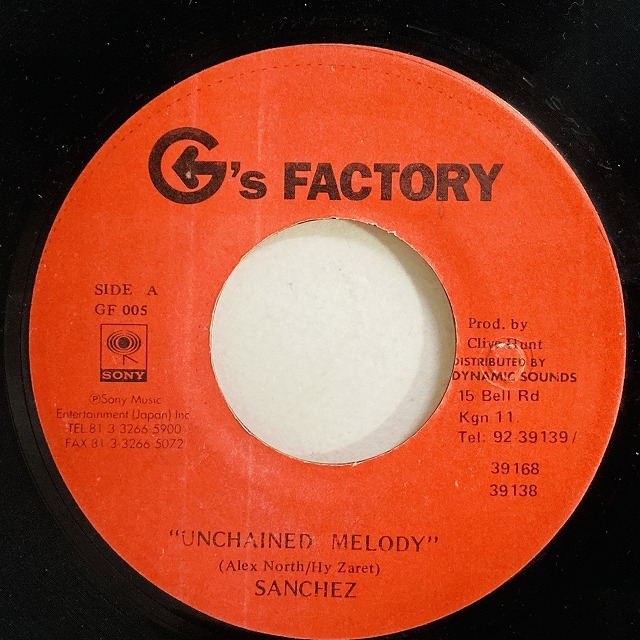 G's FACTORY
SIDE A
GF 005
SONY
℗Sony Music
Entertainment (Japan) Inc
TEL 81 3-3266-5900
FAX 81-3-3266-5072
Prod. by
Clive Hunt
DISTRIBUTED BY
DYNAMIC SOUNDS
15 Bell Rd
Kgn 11.
Tel: 92 39139/
39168
39138
"UNCHAINED MELODY"
(Alex North/Hy Zaret)
SANCHEZ